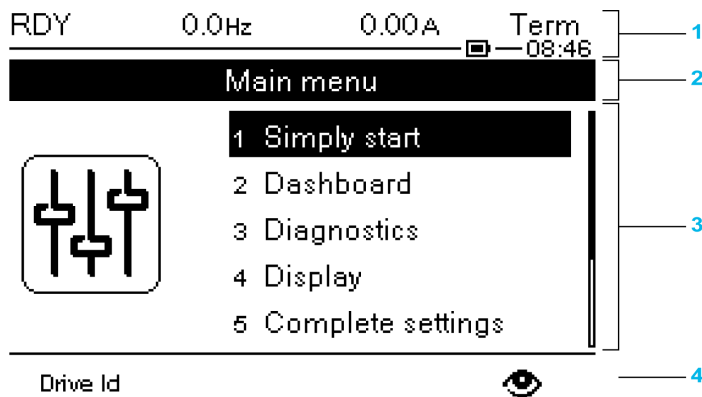 RDY 0.0Hz 0.00A Term
08:46
1
Main menu
2
1 Simply start
2 Dashboard
3 Diagnostics
4 Display
5 Complete settings
3
Drive Id
4